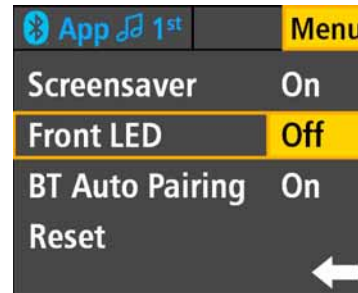 App 1st Menu
Screensaver On
Front LED Off
BT Auto Pairing On
Reset